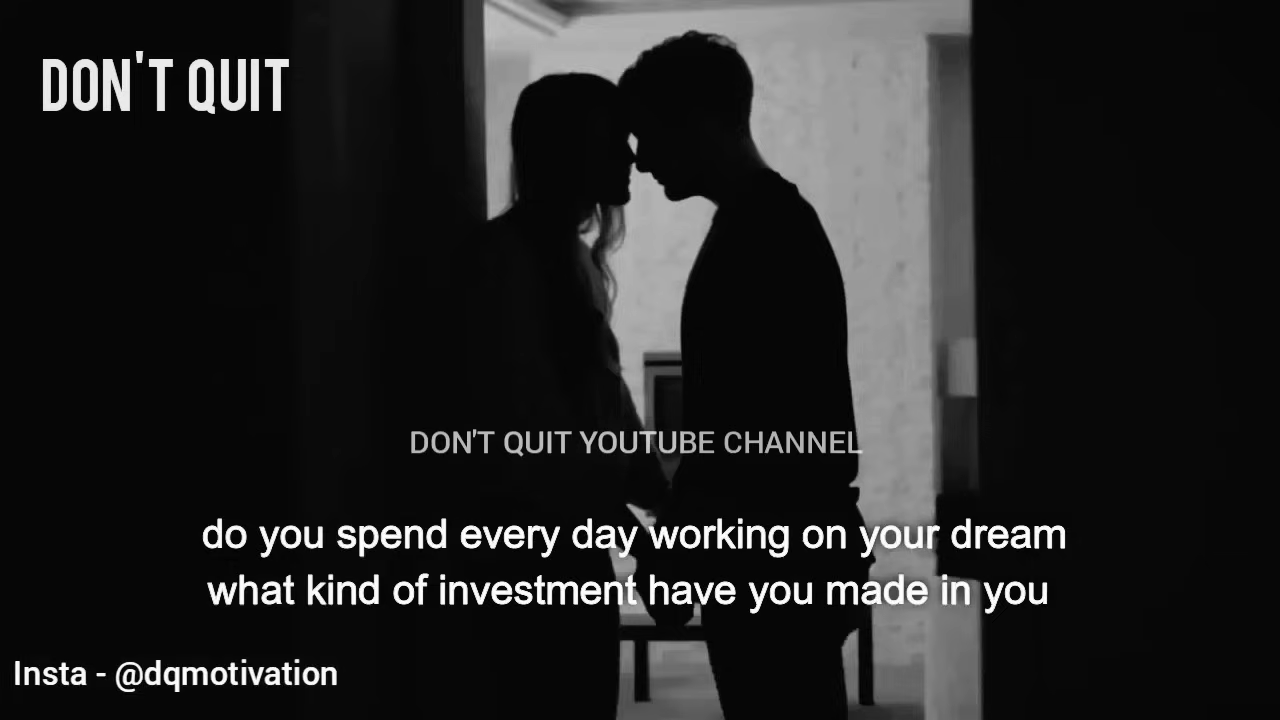 DON'T QUIT
DON'T QUIT YOUTUBE CHANNEL
do you spend every day working on your dream
what kind of investment have you made in you
Insta - @dqmotivation